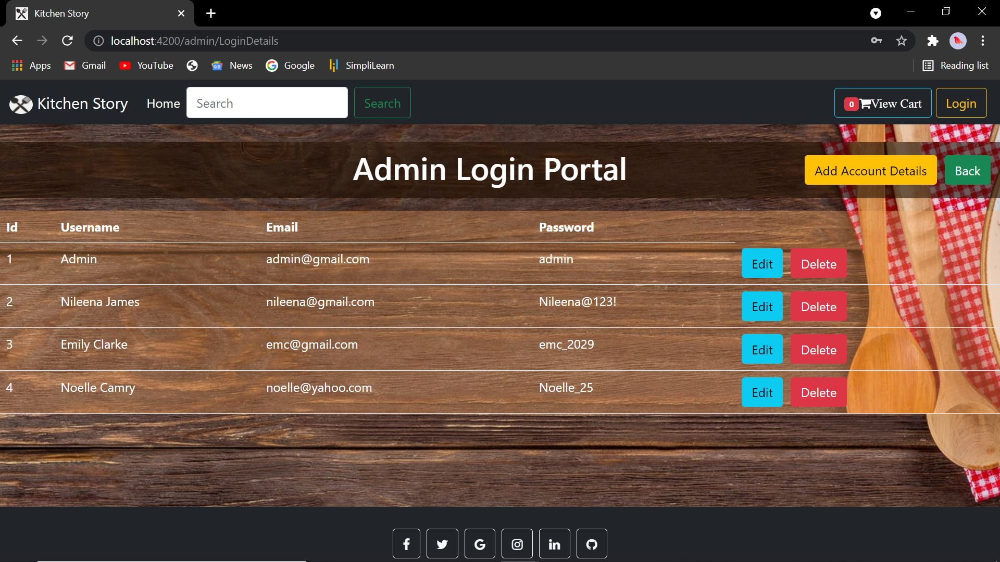 Kitchen Story
localhost:4200/admin/LoginDetails
Apps Gmail YouTube News Google SimpliLearn Reading list
Kitchen Story Home Search Search 0 View Cart Login
Admin Login Portal Add Account Details Back
Id Username Email Password
1 Admin admin@gmail.com admin Edit Delete
2 Nileena James nileena@gmail.com Nileena@123! Edit Delete
3 Emily Clarke emc@gmail.com emc_2029 Edit Delete
4 Noelle Camry noelle@yahoo.com Noelle_25 Edit Delete